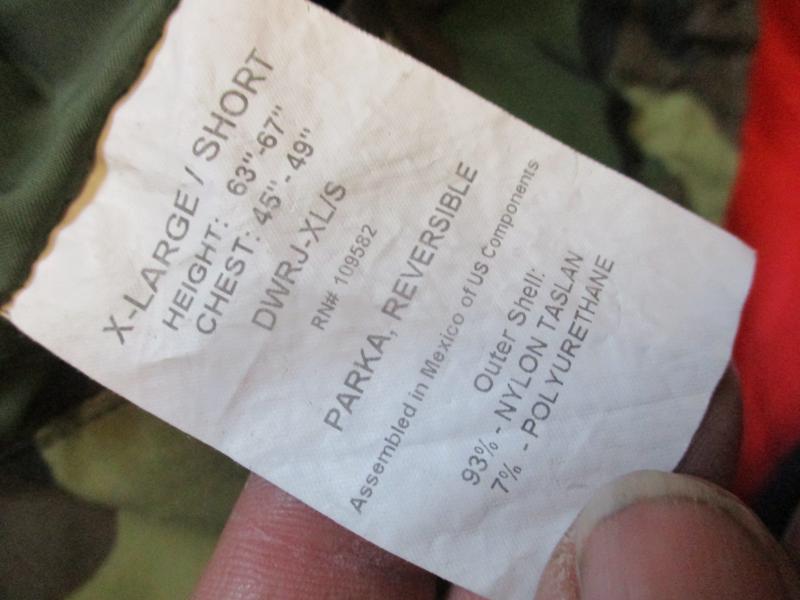 X-LARGE / SHORT
HEIGHT: 63"-67"
CHEST: 45" - 49"
DWRJ-XL/S
RN# 109582
PARKA, REVERSIBLE
Assembled in Mexico of US Components
Outer Shell:
93% - NYLON TASLAN
7% - POLYURETHANE